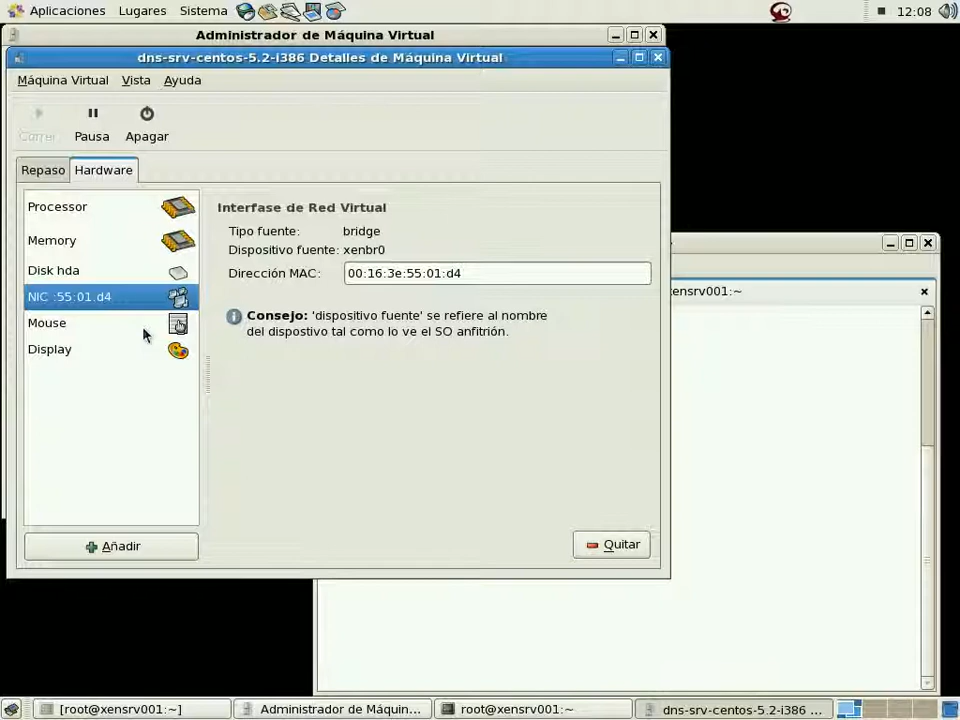 Aplicaciones Lugares Sistema 12:08
Administrador de Máquina Virtual
dns-srv-centos-5.2-i386 Detalles de Máquina Virtual
Máquina Virtual Vista Ayuda
Correr Pausa Apagar
Repaso Hardware
Processor
Memory
Disk hda
NIC :55:01:d4
Mouse
Display
Interfase de Red Virtual
Tipo fuente: bridge
Dispositivo fuente: xenbr0
Dirección MAC: 00:16:3e:55:01:d4
Consejo: 'dispositivo fuente' se refiere al nombre
del dispostivo tal como lo ve el SO anfitrión.
Añadir
Quitar
ensrv001:~
[root@xensrv001:~] Administrador de Máquin... root@xensrv001:~ dns-srv-centos-5.2-i386 ...